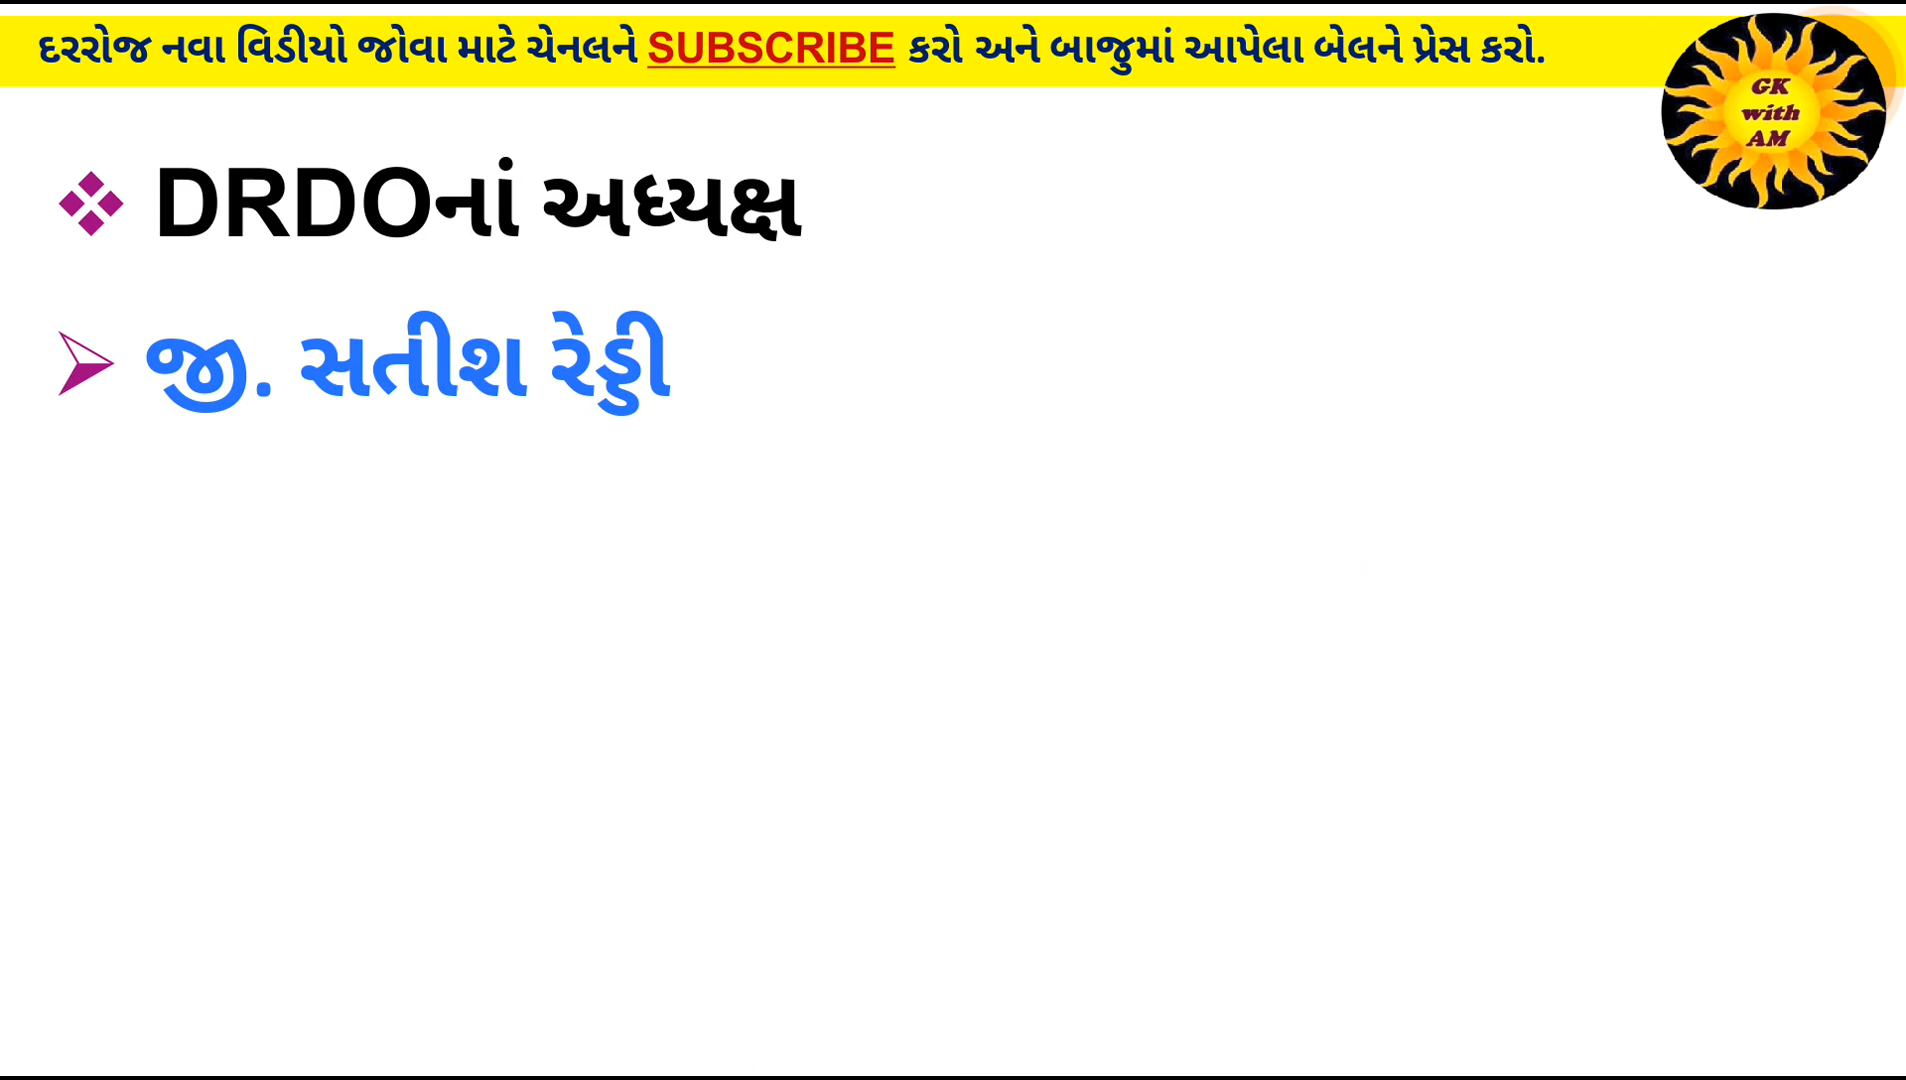 દરરોજ નવા વિડીયો જોવા માટે ચેનલને SUBSCRIBE કરો અને બાજુમાં આપેલા બેલને પ્રેસ કરો.
GK
with
AM
DRDOનાં અધ્યક્ષ
જી. સતીશ રેડ્ડી